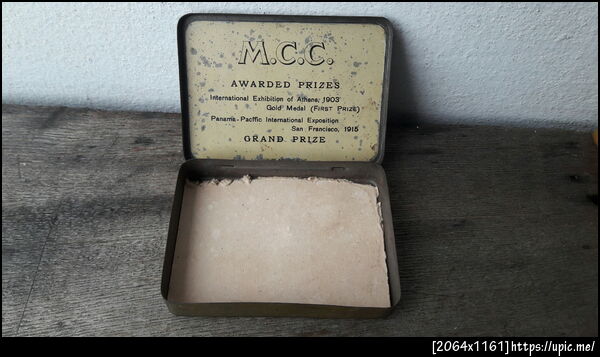 M.C.C.
AWARDED PRIZES
International Exhibition of Athens, 1903
Gold Medal (FIRST PRIZE)
Panama-Pacific International Exposition
San Francisco, 1915
GRAND PRIZE
[2064x1161]https://upic.me/